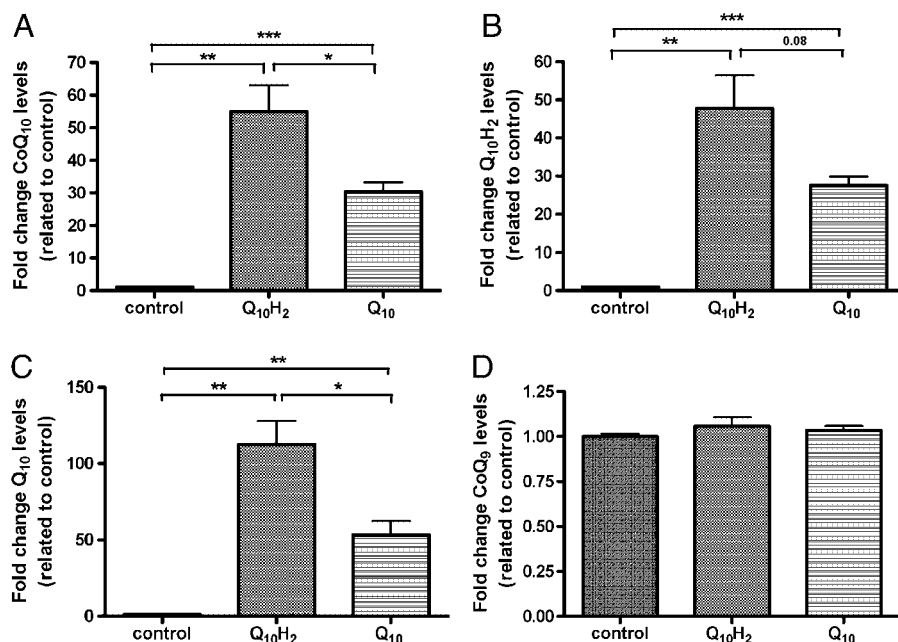 A
Fold change CoQ10 levels
(related to control)
70
60
50
40
30
20
10
0
***
**
*
control
Q10H2
Q10
B
Fold change Q10H2 levels
(related to control)
60
50
40
30
20
10
0
***
**
0.08
control
Q10H2
Q10
C
Fold change Q10 levels
(related to control)
150
100
50
0
**
**
*
control
Q10H2
Q10
D
Fold change CoQ9 levels
(related to control)
1.25
1.00
0.75
0.50
0.25
0.00
control
Q10H2
Q10